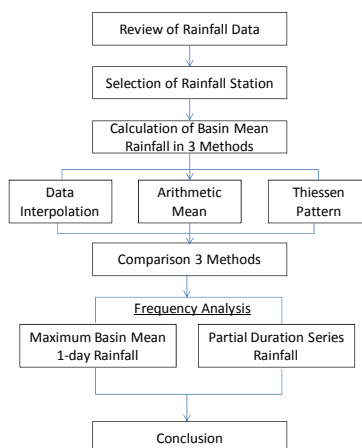 Review of Rainfall Data
Selection of Rainfall Station
Calculation of Basin Mean
Rainfall in 3 Methods
Data
Interpolation
Arithmetic
Mean
Thiessen
Pattern
Comparison 3 Methods
Frequency Analysis
Maximum Basin Mean
1-day Rainfall
Partial Duration Series
Rainfall
Conclusion